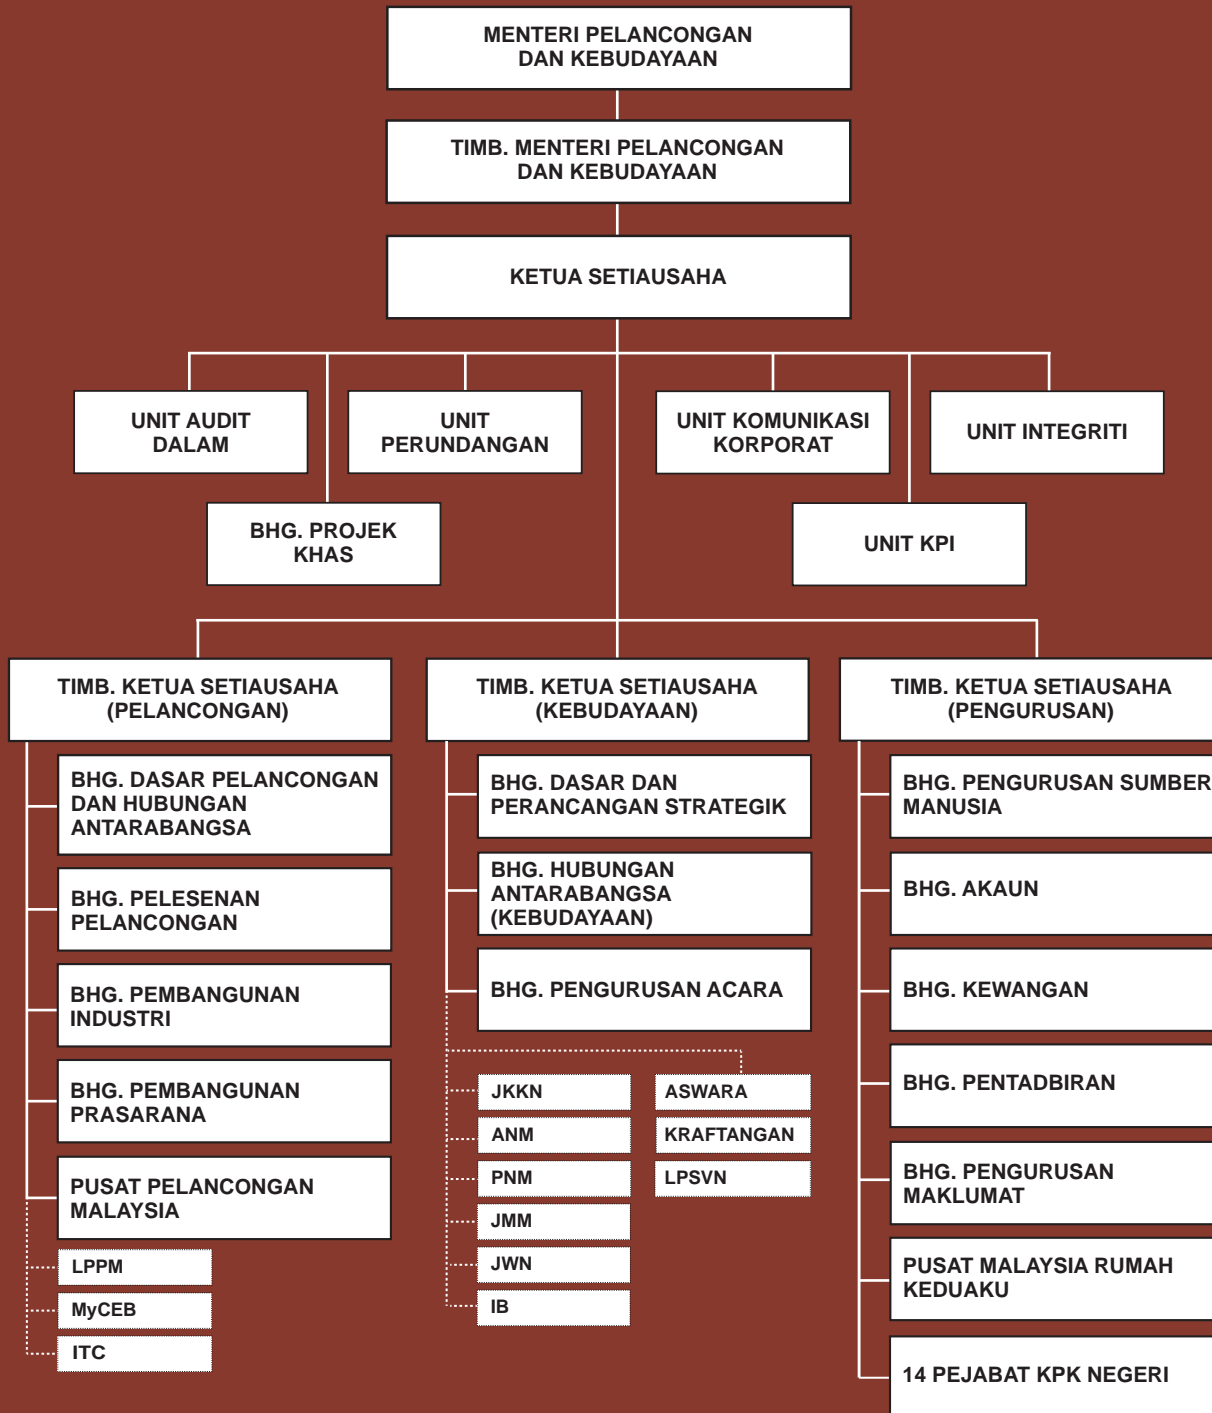 MENTERI PELANCONGAN
DAN KEBUDAYAAN
TIMB. MENTERI PELANCONGAN
DAN KEBUDAYAAN
KETUA SETIAUSAHA
UNIT AUDIT
DALAM
UNIT
PERUNDANGAN
UNIT KOMUNIKASI
KORPORAT
UNIT INTEGRITI
BHG. PROJEK
KHAS
UNIT KPI
TIMB. KETUA SETIAUSAHA
(PELANCONGAN)
BHG. DASAR PELANCONGAN
DAN HUBUNGAN
ANTARABANGSA
BHG. PELESENAN
PELANCONGAN
BHG. PEMBANGUNAN
INDUSTRI
BHG. PEMBANGUNAN
PRASARANA
PUSAT PELANCONGAN
MALAYSIA
LPPM
MyCEB
ITC
TIMB. KETUA SETIAUSAHA
(KEBUDAYAAN)
BHG. DASAR DAN
PERANCANGAN STRATEGIK
BHG. HUBUNGAN
ANTARABANGSA
(KEBUDAYAAN)
BHG. PENGURUSAN ACARA
JKKN
ANM
PNM
JMM
JWN
IB
ASWARA
KRAFTANGAN
LPSVN
TIMB. KETUA SETIAUSAHA
(PENGURUSAN)
BHG. PENGURUSAN SUMBER
MANUSIA
BHG. AKAUN
BHG. KEWANGAN
BHG. PENTADBIRAN
BHG. PENGURUSAN
MAKLUMAT
PUSAT MALAYSIA RUMAH
KEDUAKU
14 PEJABAT KPK NEGERI